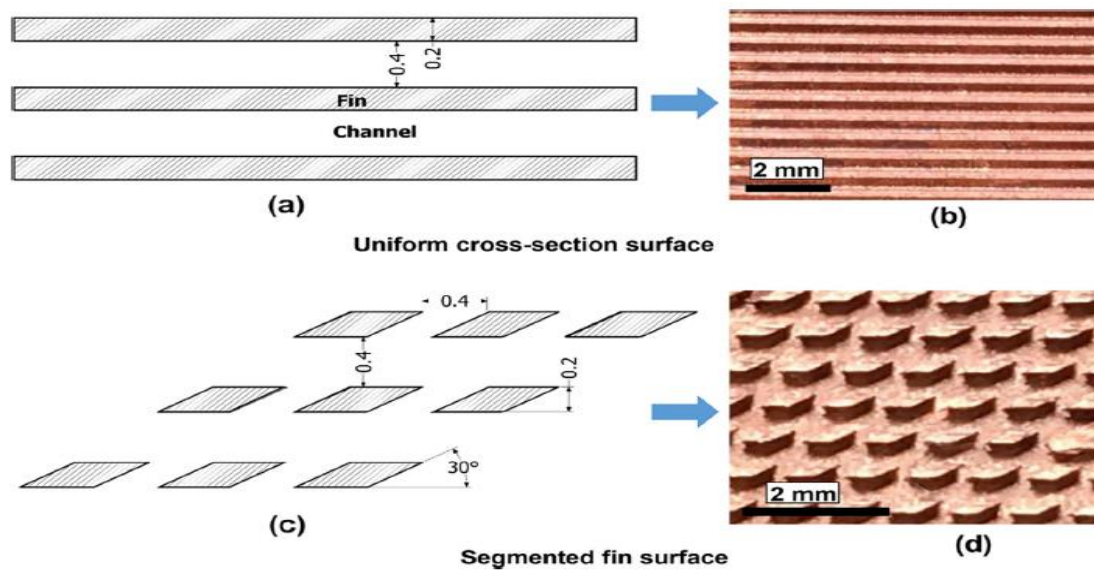 0.2
0.4
Fin
Channel
2 mm
(a)
(b)
Uniform cross-section surface
0.4
0.4
0.2
30°
2 mm
(c)
(d)
Segmented fin surface